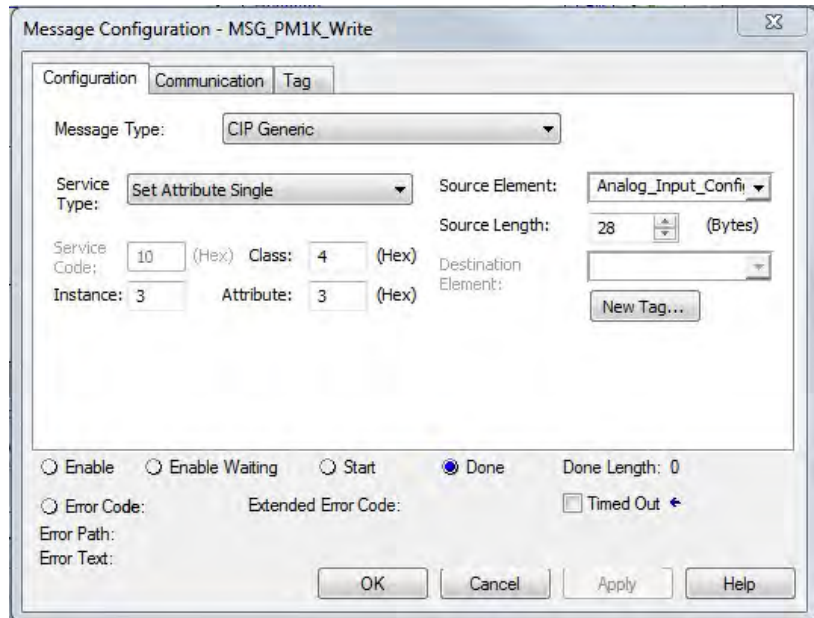 Message Configuration - MSG_PM1K_Write
Configuration Communication Tag
Message Type: CIP Generic
Service Type: Set Attribute Single
Source Element: Analog_Input_Confi
Source Length: 28 (Bytes)
Service Code: 10 (Hex) Class: 4 (Hex)
Destination Element:
Instance: 3 Attribute: 3 (Hex)
New Tag...
Enable Enable Waiting Start Done Done Length: 0
Error Code: Extended Error Code: Timed Out
Error Path:
Error Text:
OK Cancel Apply Help